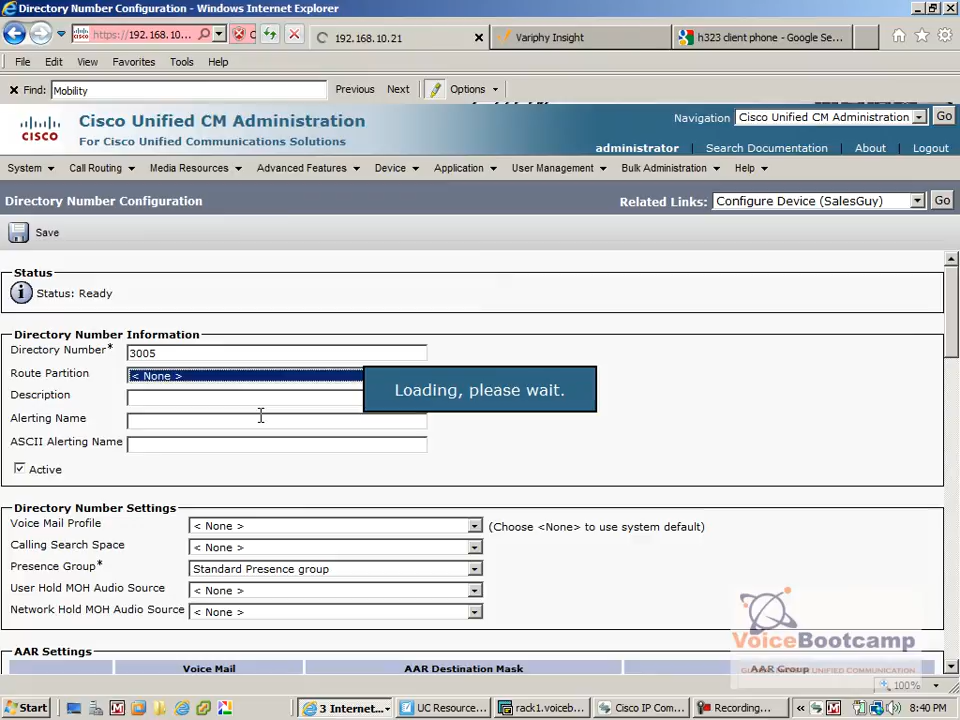 Directory Number Configuration - Windows Internet Explorer
https://192.168.10...
192.168.10.21
Variphy Insight
h323 client phone - Google Se...
File Edit View Favorites Tools Help
Find: Mobility Previous Next Options
CISCO
Cisco Unified CM Administration
For Cisco Unified Communications Solutions
Navigation Cisco Unified CM Administration Go
administrator Search Documentation About Logout
System Call Routing Media Resources Advanced Features Device Application User Management Bulk Administration Help
Directory Number Configuration
Related Links: Configure Device (SalesGuy) Go
Save
Status
Status: Ready
Directory Number Information
Directory Number* 3005
Route Partition < None >
Loading, please wait.
Description
Alerting Name
ASCII Alerting Name
Active
Directory Number Settings
Voice Mail Profile < None > (Choose <None> to use system default)
Calling Search Space < None >
Presence Group* Standard Presence group
User Hold MOH Audio Source < None >
Network Hold MOH Audio Source < None >
VoiceBootcamp
AAR Settings
Voice Mail AAR Destination Mask AAR Group
100%
Start 3 Internet... UC Resource... rack1.voiceb... Cisco IP Com... Recording... 8:40 PM